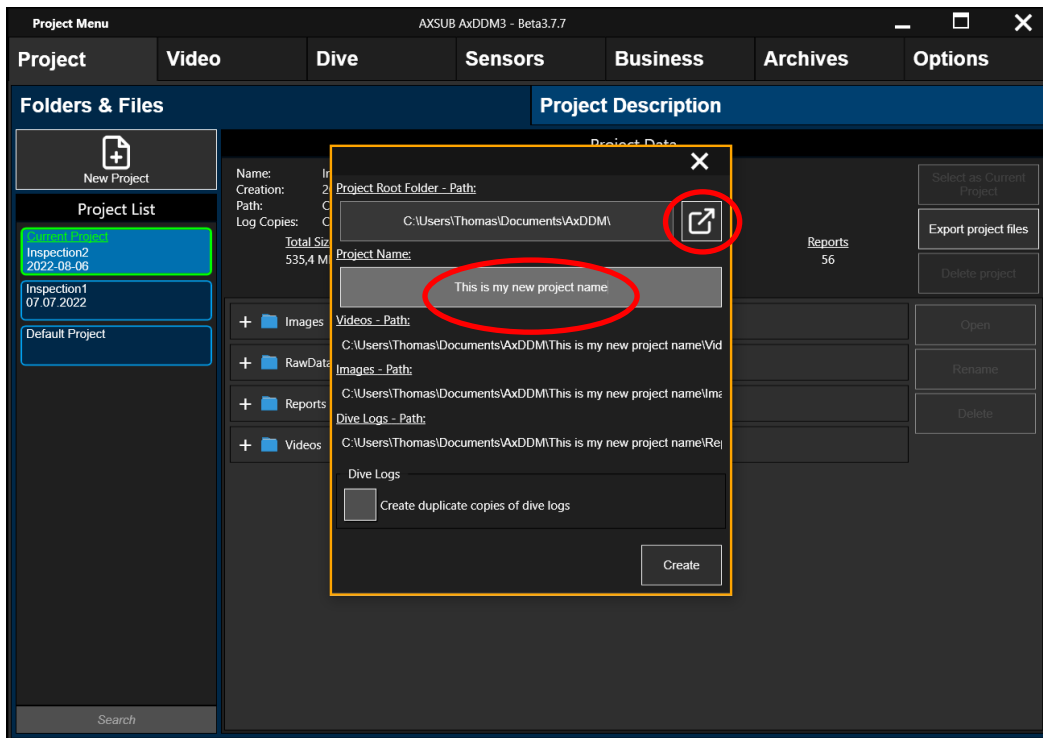 Project Menu
AXSUB AxDDM3 - Beta3.7.7
Project Video Dive Sensors Business Archives Options
Folders & Files
Project Description
New Project
Project List
Current Project
Inspection2
2022-08-06
Inspection1
07.07.2022
Default Project
Search
Project Data
Name: In
Creation: 2
Path: C
Log Copies: C
Total Siz
535,4 M
Reports
56
+ Images
+ RawData
+ Reports
+ Videos
Project Root Folder - Path:
C:\Users\Thomas\Documents\AxDDM\
Project Name:
This is my new project name
Videos - Path:
C:\Users\Thomas\Documents\AxDDM\This is my new project name\Vid
Images - Path:
C:\Users\Thomas\Documents\AxDDM\This is my new project name\Ima
Dive Logs - Path:
C:\Users\Thomas\Documents\AxDDM\This is my new project name\Rep
Dive Logs
Create duplicate copies of dive logs
Create
Select as Current
Project
Export project files
Delete project
Open
Rename
Delete